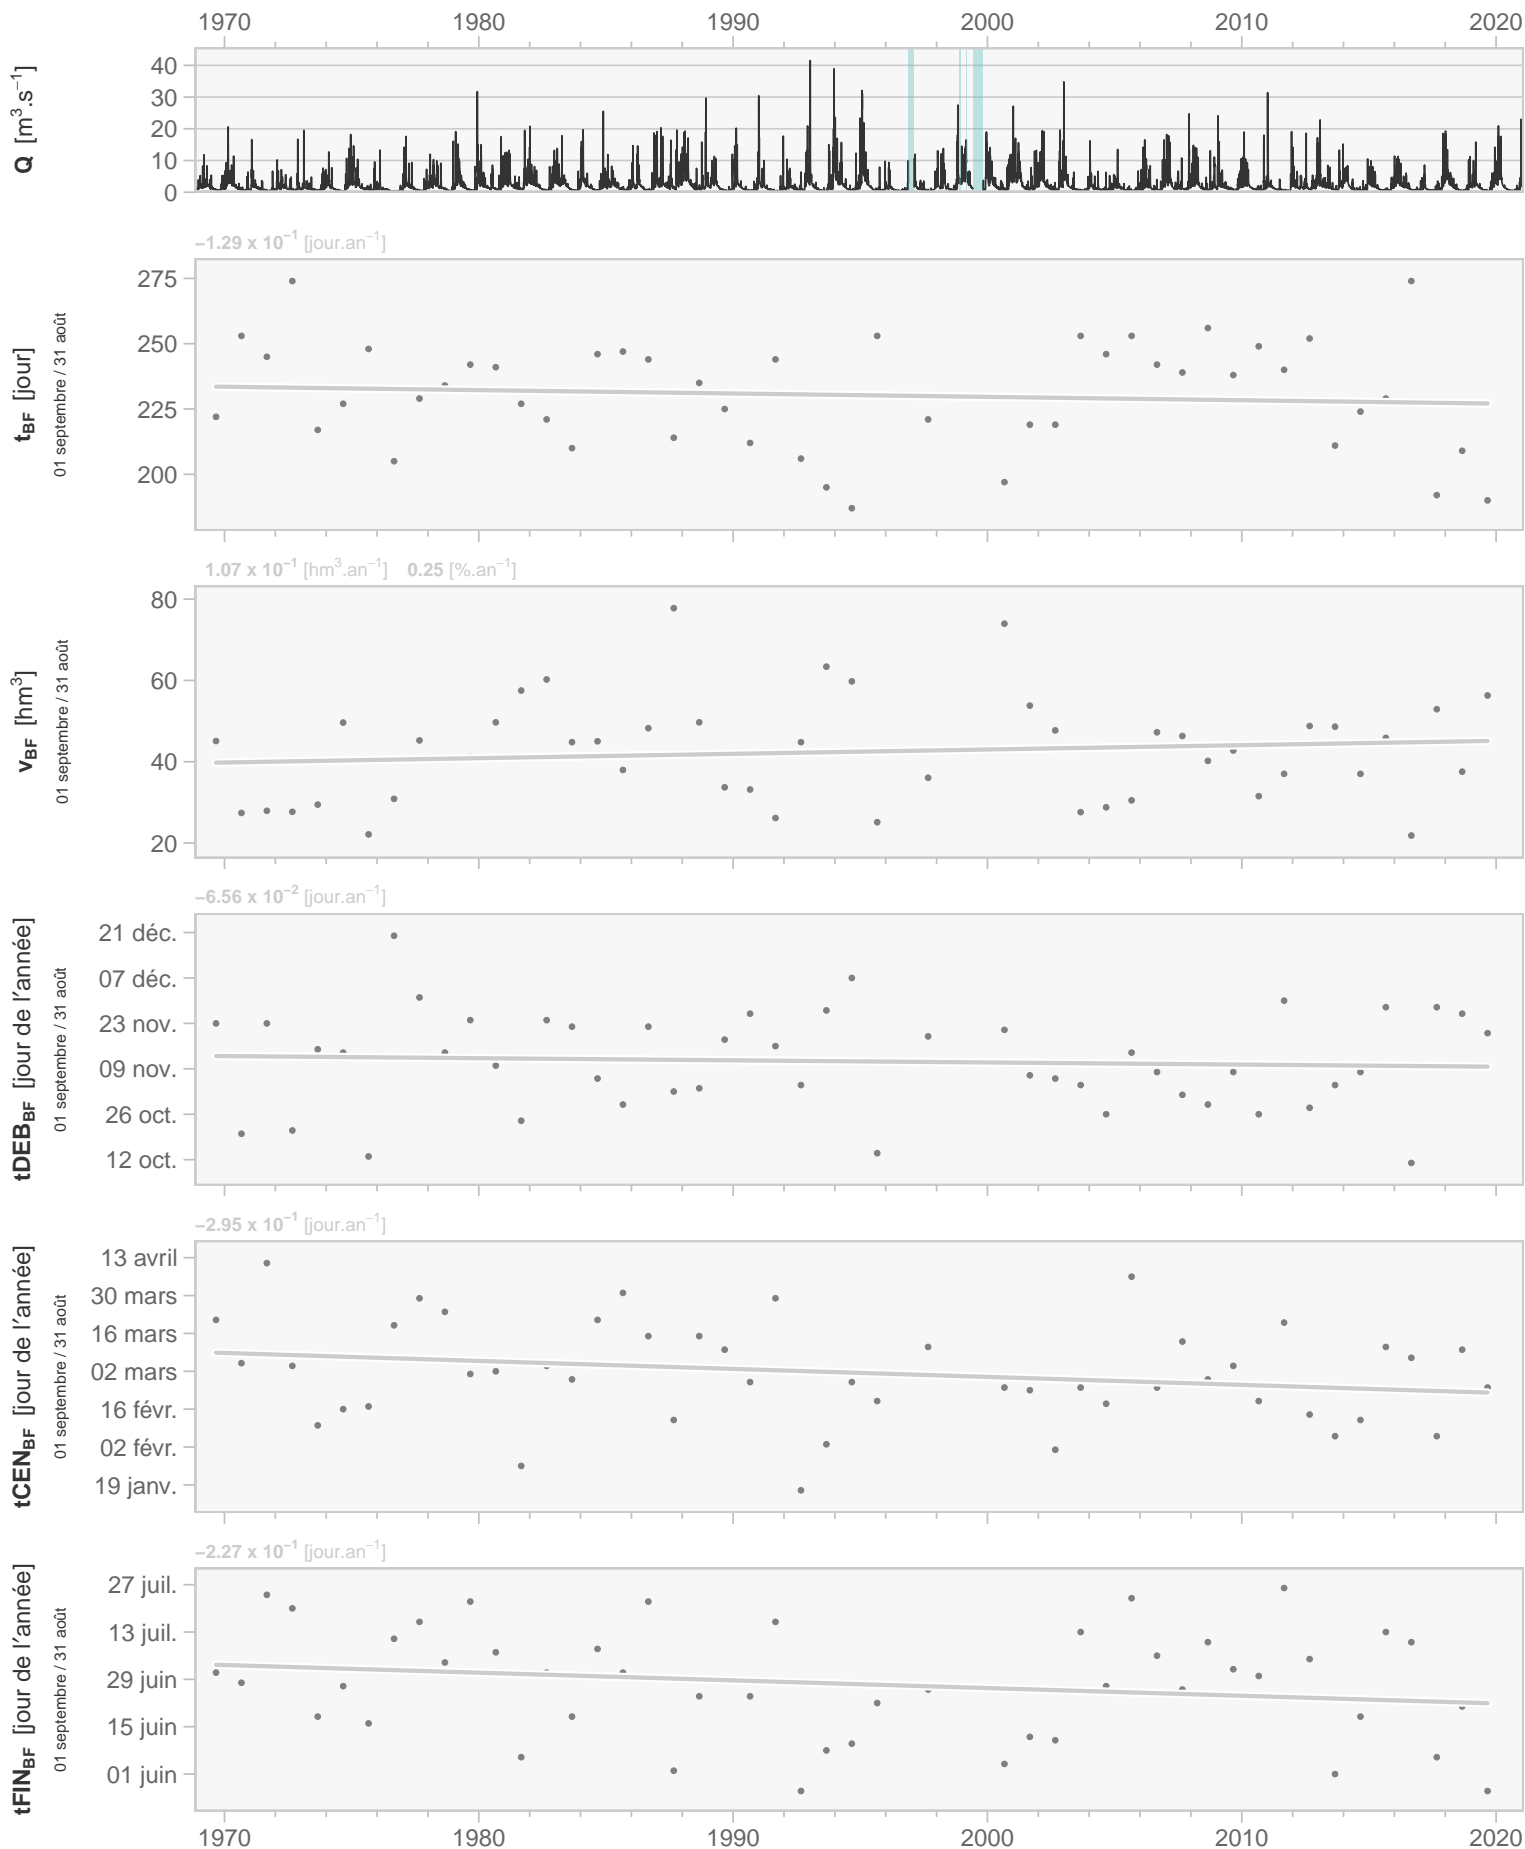 1970 1980 1990 2000 2010 2020
Q [m³.s⁻¹]
40
30
20
10
0
−1.29 x 10⁻¹ [jour.an⁻¹]
tBF [jour]
01 septembre / 31 août
275
250
225
200
1.07 x 10⁻¹ [hm³.an⁻¹] 0.25 [%.an⁻¹]
vBF [hm³]
01 septembre / 31 août
80
60
40
20
−6.56 x 10⁻² [jour.an⁻¹]
tDEBBF [jour de l'année]
01 septembre / 31 août
21 déc.
07 déc.
23 nov.
09 nov.
26 oct.
12 oct.
−2.95 x 10⁻¹ [jour.an⁻¹]
tCENBF [jour de l'année]
01 septembre / 31 août
13 avril
30 mars
16 mars
02 mars
16 févr.
02 févr.
19 janv.
−2.27 x 10⁻¹ [jour.an⁻¹]
tFINBF [jour de l'année]
01 septembre / 31 août
27 juil.
13 juil.
29 juin
15 juin
01 juin
1970 1980 1990 2000 2010 2020